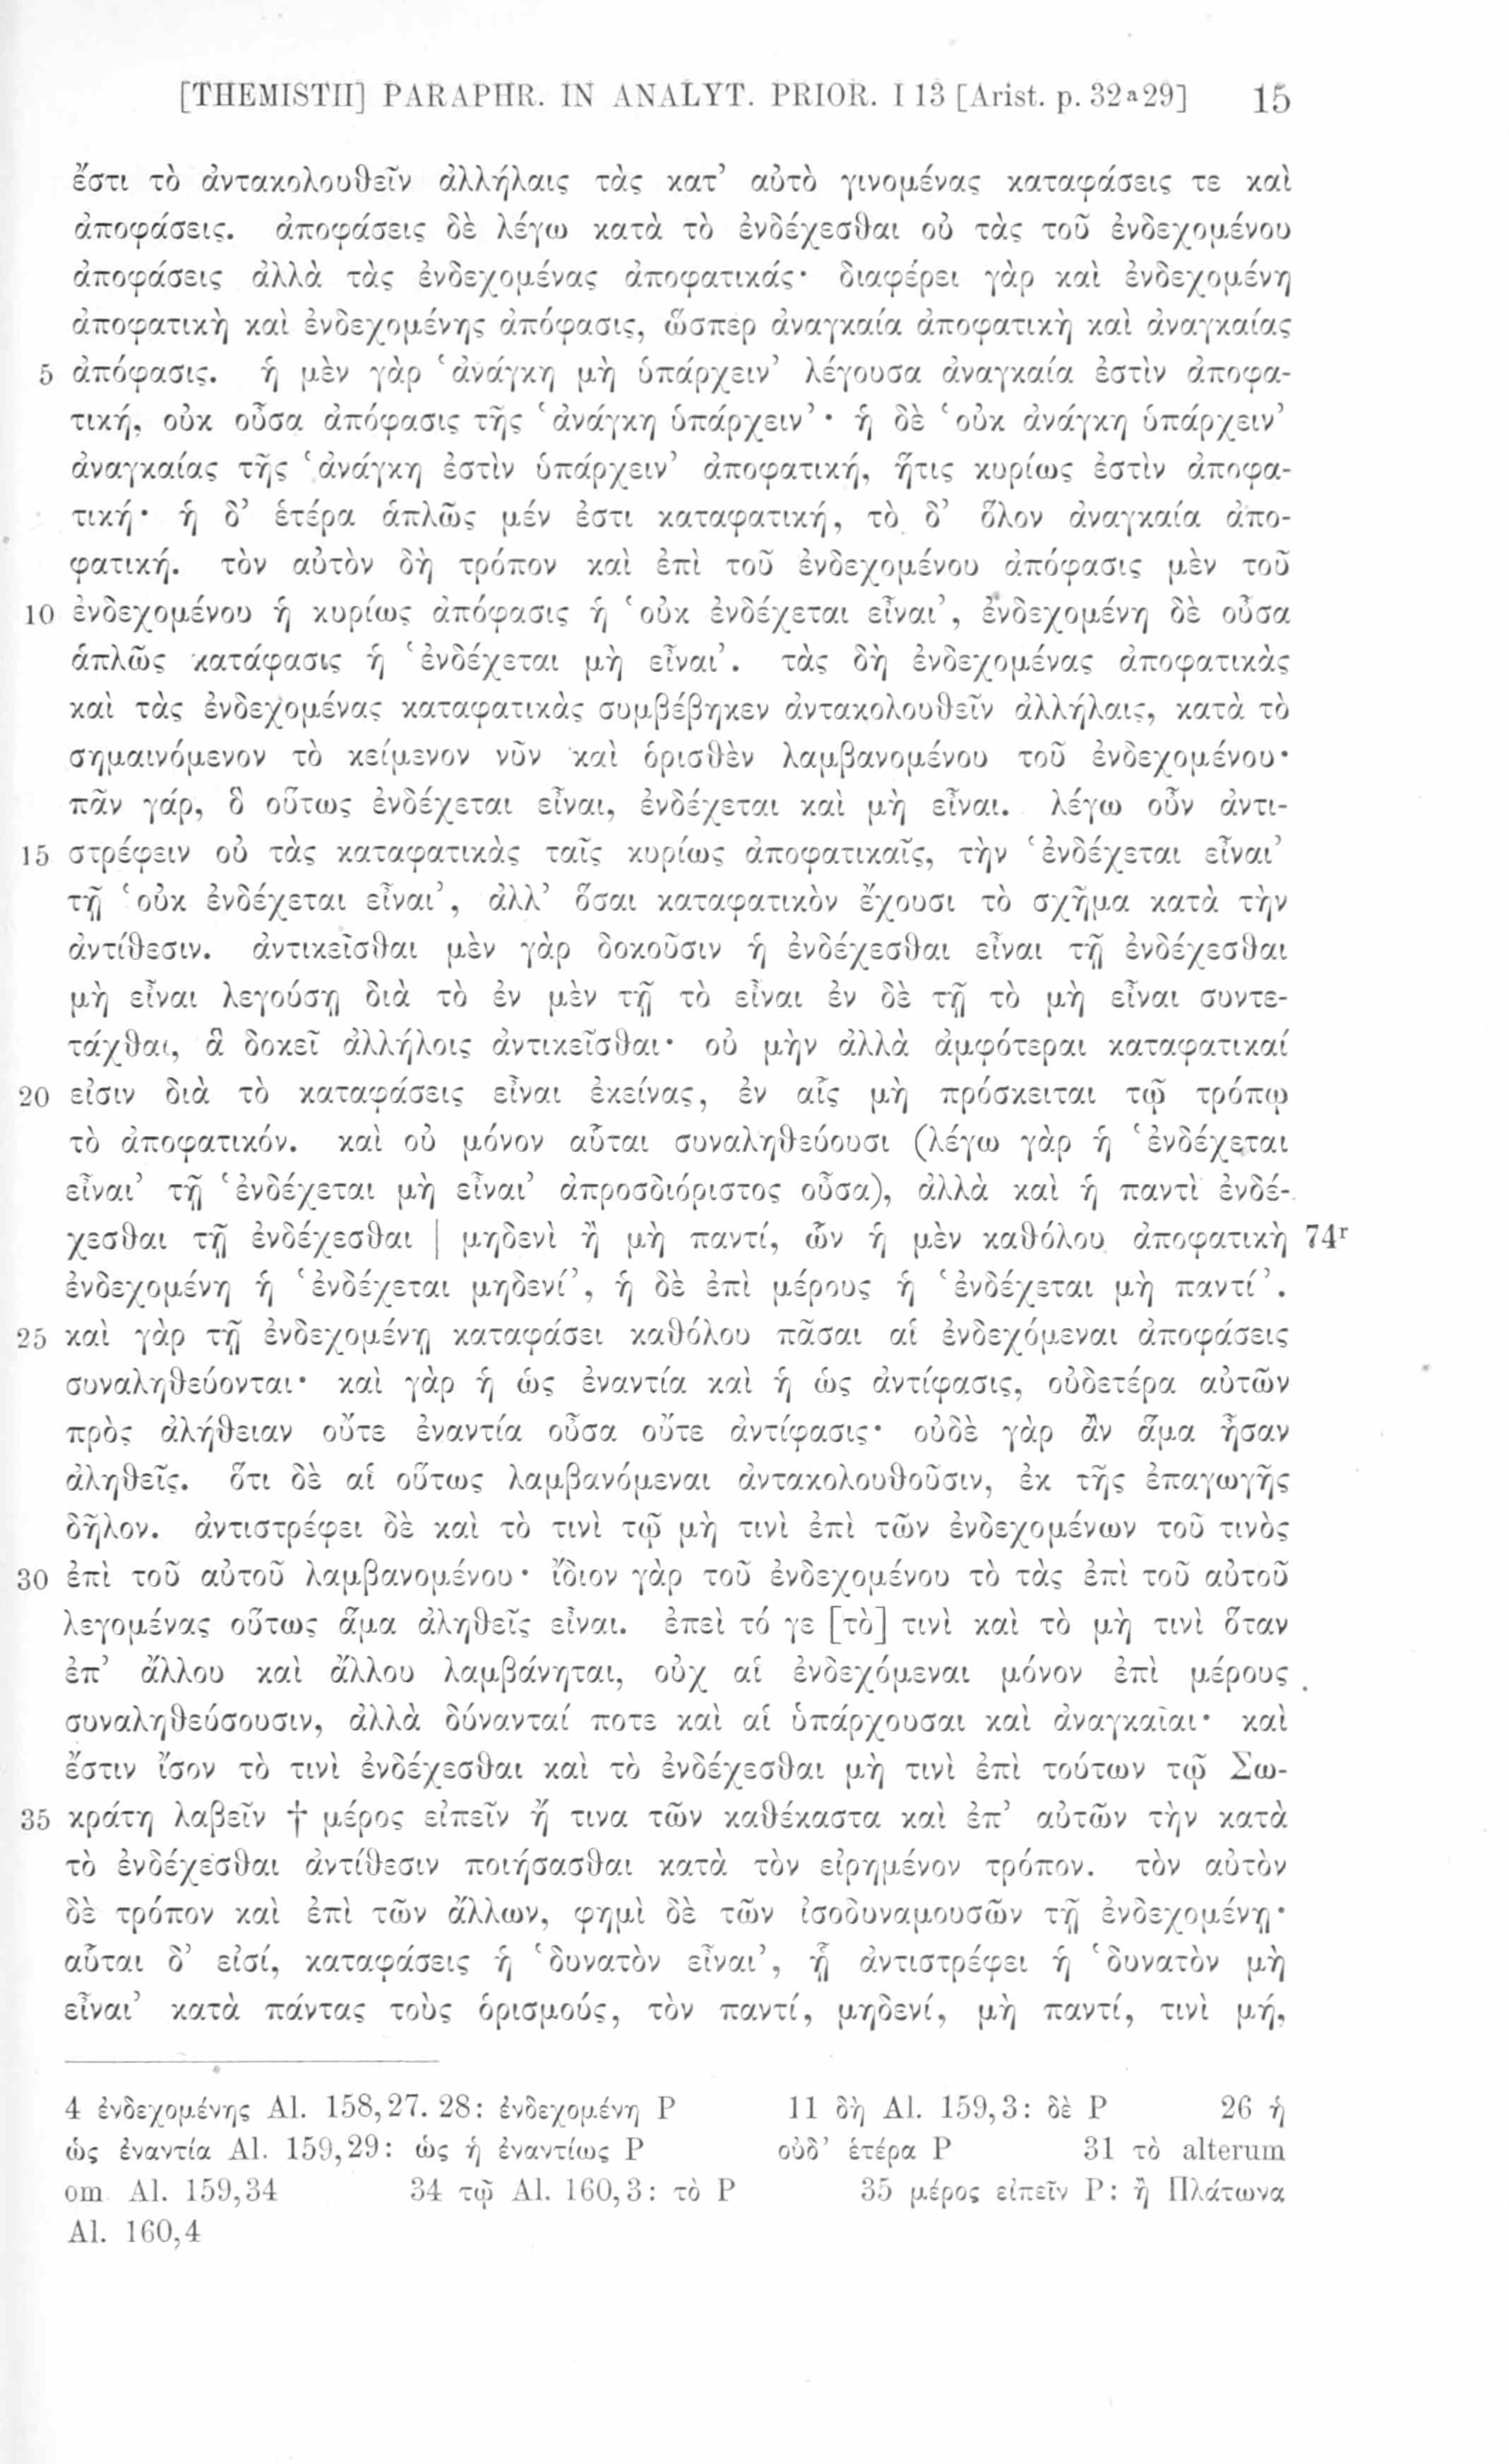 [THEMISTII] PARAPHR. IN ANALYT. PRIOR. I 13 [Arist. p. 32ᵃ29] 15
ἔστι τὸ ἀντακολουθεῖν ἀλλήλαις τὰς κατ’ αὐτὸ γινομένας καταφάσεις τε καὶ
ἀποφάσεις. ἀποφάσεις δὲ λέγω κατὰ τὸ ἐνδέχεσθαι οὐ τὰς τοῦ ἐνδεχομένου
ἀποφάσεις ἀλλὰ τὰς ἐνδεχομένας ἀποφατικάς· διαφέρει γὰρ καὶ ἐνδεχομένη
ἀποφατικὴ καὶ ἐνδεχομένης ἀπόφασις, ὥσπερ ἀναγκαία ἀποφατικὴ καὶ ἀναγκαίας
5 ἀπόφασις. ἡ μὲν γὰρ ‘ἀνάγκη μὴ ὑπάρχειν’ λέγουσα ἀναγκαία ἐστὶν ἀποφα-
τική, οὐκ οὖσα ἀπόφασις τῆς ‘ἀνάγκη ὑπάρχειν’· ἡ δὲ ‘οὐκ ἀνάγκη ὑπάρχειν’
ἀναγκαίας τῆς ‘ἀνάγκη ἐστὶν ὑπάρχειν’ ἀποφατική, ἥτις κυρίως ἐστὶν ἀποφα-
τική· ἡ δ’ ἑτέρα ἁπλῶς μέν ἐστι καταφατική, τὸ δ’ ὅλον ἀναγκαία ἀπο-
φατική. τὸν αὐτὸν δὴ τρόπον καὶ ἐπὶ τοῦ ἐνδεχομένου ἀπόφασις μὲν τοῦ
10 ἐνδεχομένου ἡ κυρίως ἀπόφασις ἡ ‘οὐκ ἐνδέχεται εἶναι’, ἐνδεχομένη δὲ οὖσα
ἁπλῶς κατάφασις ἡ ‘ἐνδέχεται μὴ εἶναι’. τὰς δὴ ἐνδεχομένας ἀποφατικὰς
καὶ τὰς ἐνδεχομένας καταφατικὰς συμβέβηκεν ἀντακολουθεῖν ἀλλήλαις, κατὰ τὸ
σημαινόμενον τὸ κείμενον νῦν καὶ ὁρισθὲν λαμβανομένου τοῦ ἐνδεχομένου·
πᾶν γάρ, ὃ οὕτως ἐνδέχεται εἶναι, ἐνδέχεται καὶ μὴ εἶναι. λέγω οὖν ἀντι-
15 στρέφειν οὐ τὰς καταφατικὰς ταῖς κυρίως ἀποφατικαῖς, τὴν ‘ἐνδέχεται εἶναι’
τῇ ‘οὐκ ἐνδέχεται εἶναι’, ἀλλ’ ὅσαι καταφατικὸν ἔχουσι τὸ σχῆμα κατὰ τὴν
ἀντίθεσιν. ἀντικεῖσθαι μὲν γὰρ δοκοῦσιν ἡ ἐνδέχεσθαι εἶναι τῇ ἐνδέχεσθαι
μὴ εἶναι λεγούσῃ διὰ τὸ ἐν μὲν τῇ τὸ εἶναι ἐν δὲ τῇ τὸ μὴ εἶναι συντε-
τάχθαι, ἃ δοκεῖ ἀλλήλοις ἀντικεῖσθαι· οὐ μὴν ἀλλὰ ἀμφότεραι καταφατικαί
20 εἰσιν διὰ τὸ καταφάσεις εἶναι ἐκείνας, ἐν αἷς μὴ πρόσκειται τῷ τρόπῳ
τὸ ἀποφατικόν. καὶ οὐ μόνον αὗται συναληθεύουσι (λέγω γὰρ ἡ ‘ἐνδέχεται
εἶναι’ τῇ ‘ἐνδέχεται μὴ εἶναι’ ἀπροσδιόριστος οὖσα), ἀλλὰ καὶ ἡ παντὶ ἐνδέ-
χεσθαι τῇ ἐνδέχεσθαι | μηδενὶ ἢ μὴ παντί, ὧν ἡ μὲν καθόλου ἀποφατικὴ 74ʳ
ἐνδεχομένη ἡ ‘ἐνδέχεται μηδενί’, ἡ δὲ ἐπὶ μέρους ἡ ‘ἐνδέχεται μὴ παντί’.
25 καὶ γὰρ τῇ ἐνδεχομένῃ καταφάσει καθόλου πᾶσαι αἱ ἐνδεχόμεναι ἀποφάσεις
συναληθεύονται· καὶ γὰρ ἡ ὡς ἐναντία καὶ ἡ ὡς ἀντίφασις, οὐδετέρα αὐτῶν
πρὸς ἀλήθειαν οὔτε ἐναντία οὖσα οὔτε ἀντίφασις· οὐδὲ γὰρ ἂν ἅμα ἦσαν
ἀληθεῖς. ὅτι δὲ αἱ οὕτως λαμβανόμεναι ἀντακολουθοῦσιν, ἐκ τῆς ἐπαγωγῆς
δῆλον. ἀντιστρέφει δὲ καὶ τὸ τινὶ τῷ μὴ τινὶ ἐπὶ τῶν ἐνδεχομένων τοῦ τινὸς
30 ἐπὶ τοῦ αὐτοῦ λαμβανομένου· ἴδιον γὰρ τοῦ ἐνδεχομένου τὸ τὰς ἐπὶ τοῦ αὐτοῦ
λεγομένας οὕτως ἅμα ἀληθεῖς εἶναι. ἐπεὶ τό γε [τὸ] τινὶ καὶ τὸ μὴ τινὶ ὅταν
ἐπ’ ἄλλου καὶ ἄλλου λαμβάνηται, οὐχ αἱ ἐνδεχόμεναι μόνον ἐπὶ μέρους
συναληθεύσουσιν, ἀλλὰ δύνανταί ποτε καὶ αἱ ὑπάρχουσαι καὶ ἀναγκαῖαι· καὶ
ἔστιν ἴσον τὸ τινὶ ἐνδέχεσθαι καὶ τὸ ἐνδέχεσθαι μὴ τινὶ ἐπὶ τούτων τῷ Σω-
35 κράτη λαβεῖν † μέρος εἰπεῖν ἤ τινα τῶν καθέκαστα καὶ ἐπ’ αὐτῶν τὴν κατὰ
τὸ ἐνδέχεσθαι ἀντίθεσιν ποιήσασθαι κατὰ τὸν εἰρημένον τρόπον. τὸν αὐτὸν
δὲ τρόπον καὶ ἐπὶ τῶν ἄλλων, φημὶ δὲ τῶν ἰσοδυναμουσῶν τῇ ἐνδεχομένῃ·
αὗται δ’ εἰσί, καταφάσεις ἡ ‘δυνατὸν εἶναι’, ᾗ ἀντιστρέφει ἡ ‘δυνατὸν μὴ
εἶναι’ κατὰ πάντας τοὺς ὁρισμούς, τὸν παντί, μηδενί, μὴ παντί, τινὶ μή,
4 ἐνδεχομένης Al. 158,27. 28: ἐνδεχομένη P 11 δὴ Al. 159,3: δὲ P 26 ἡ
ὡς ἐναντία Al. 159,29: ὡς ἡ ἐναντίως P οὐδ’ ἑτέρα P 31 τὸ alterum
om Al. 159,34 34 τῷ Al. 160,3: τὸ P 35 μέρος εἰπεῖν P: ἢ Πλάτωνα
Al. 160,4